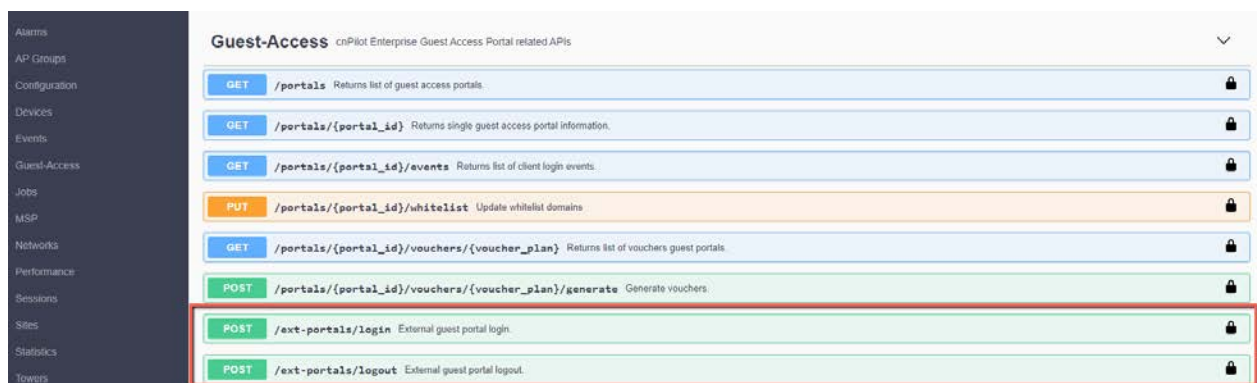 Alarms
AP Groups
Configuration
Devices
Events
Guest-Access
Jobs
MSP
Networks
Performance
Sessions
Sites
Statistics
Towers
Guest-Access cnPilot Enterprise Guest Access Portal related APIs
GET /portals Returns list of guest access portals.
GET /portals/{portal_id} Returns single guest access portal information.
GET /portals/{portal_id}/events Returns list of client login events.
PUT /portals/{portal_id}/whitelist Update whitelist domains
GET /portals/{portal_id}/vouchers/{voucher_plan} Returns list of vouchers guest portals.
POST /portals/{portal_id}/vouchers/{voucher_plan}/generate Generate vouchers.
POST /ext-portals/login External guest portal login.
POST /ext-portals/logout External guest portal logout.